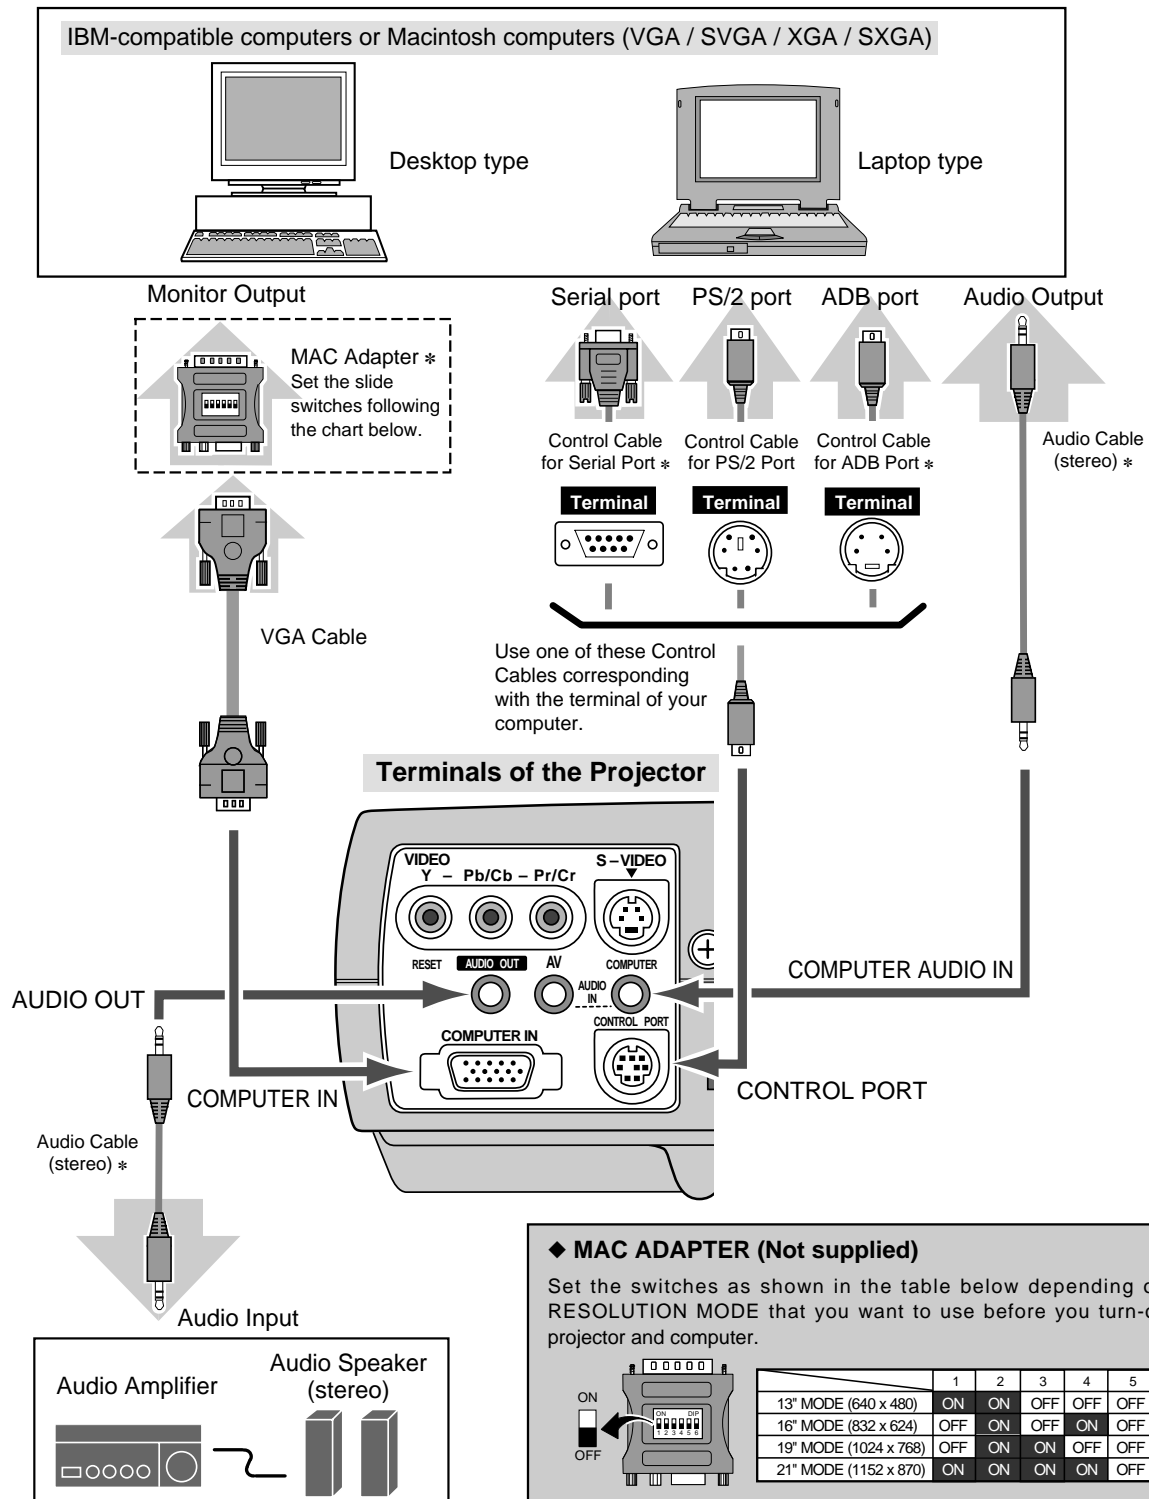 IBM-compatible computers or Macintosh computers (VGA / SVGA / XGA / SXGA)
Desktop type
Laptop type
Monitor Output
Serial port
PS/2 port
ADB port
Audio Output
MAC Adapter *
Set the slide
switches following
the chart below.
Control Cable
for Serial Port *
Control Cable
for PS/2 Port
Control Cable
for ADB Port *
Audio Cable
(stereo) *
Terminal
Terminal
Terminal
VGA Cable
Use one of these Control
Cables corresponding
with the terminal of your
computer.
Terminals of the Projector
VIDEO
Y – Pb/Cb – Pr/Cr
S–VIDEO
RESET
AUDIO OUT
AV
COMPUTER
AUDIO
IN
CONTROL PORT
COMPUTER IN
COMPUTER AUDIO IN
AUDIO OUT
COMPUTER IN
CONTROL PORT
Audio Cable
(stereo) *
Audio Input
Audio Amplifier
Audio Speaker
(stereo)
◆ MAC ADAPTER (Not supplied)
Set the switches as shown in the table below depending
RESOLUTION MODE that you want to use before you
projector and computer.
ON
OFF
ON DIP
1 2 3 4 5 6
1 2 3 4 5
13" MODE (640 x 480) ON ON OFF OFF OFF
16" MODE (832 x 624) OFF ON OFF ON OFF
19" MODE (1024 x 768) OFF ON ON OFF OFF
21" MODE (1152 x 870) ON ON ON ON OFF